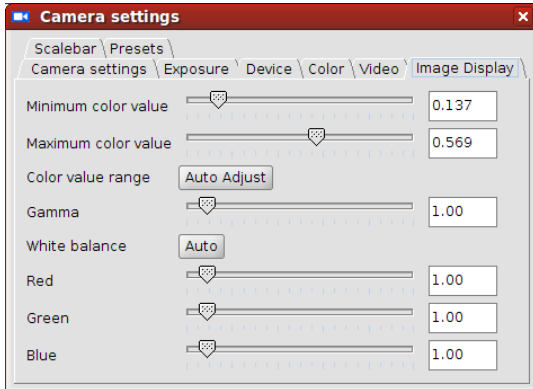 Camera settings
Scalebar Presets
Camera settings Exposure Device Color Video Image Display
Minimum color value 0.137
Maximum color value 0.569
Color value range Auto Adjust
Gamma 1.00
White balance Auto
Red 1.00
Green 1.00
Blue 1.00